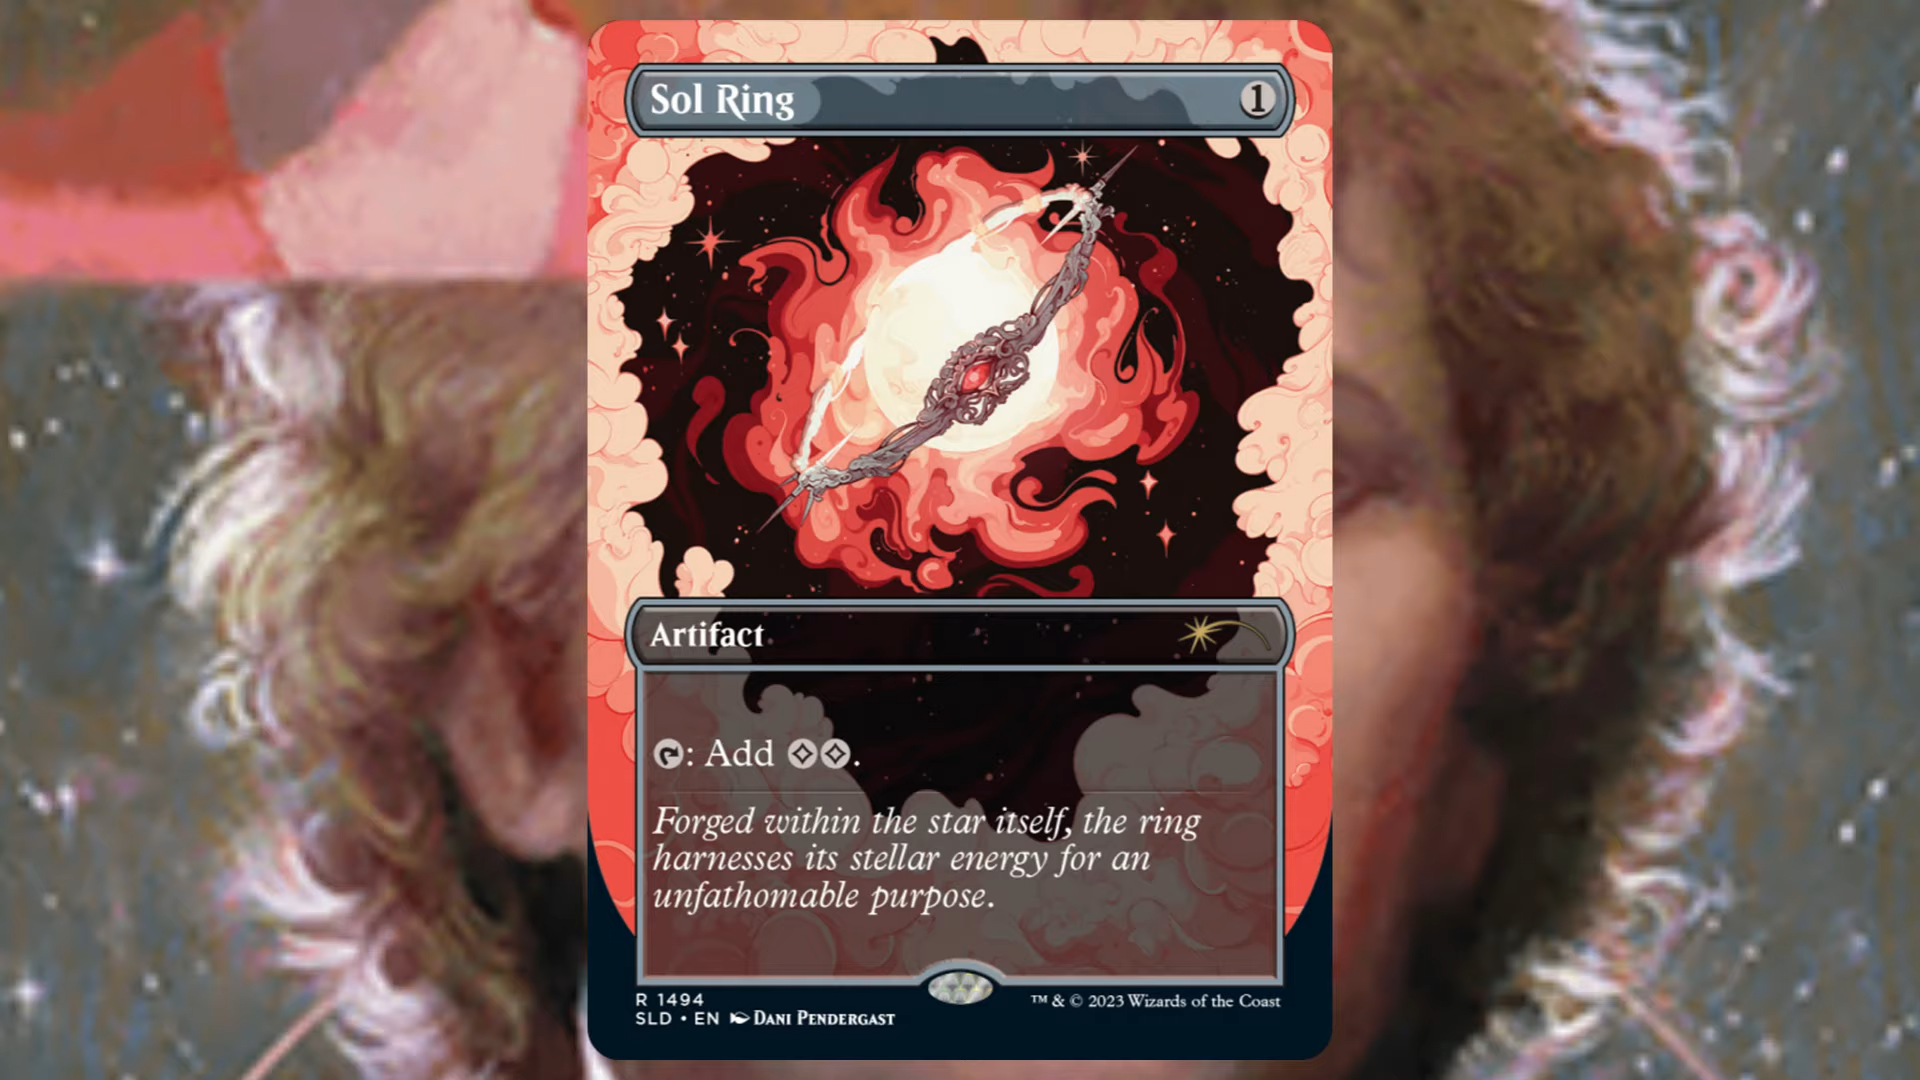 Sol Ring 1
Artifact
: Add .
Forged within the star itself, the ring
harnesses its stellar energy for an
unfathomable purpose.
R 1494
SLD • EN DANI PENDERGAST
™ & © 2023 Wizards of the Coast